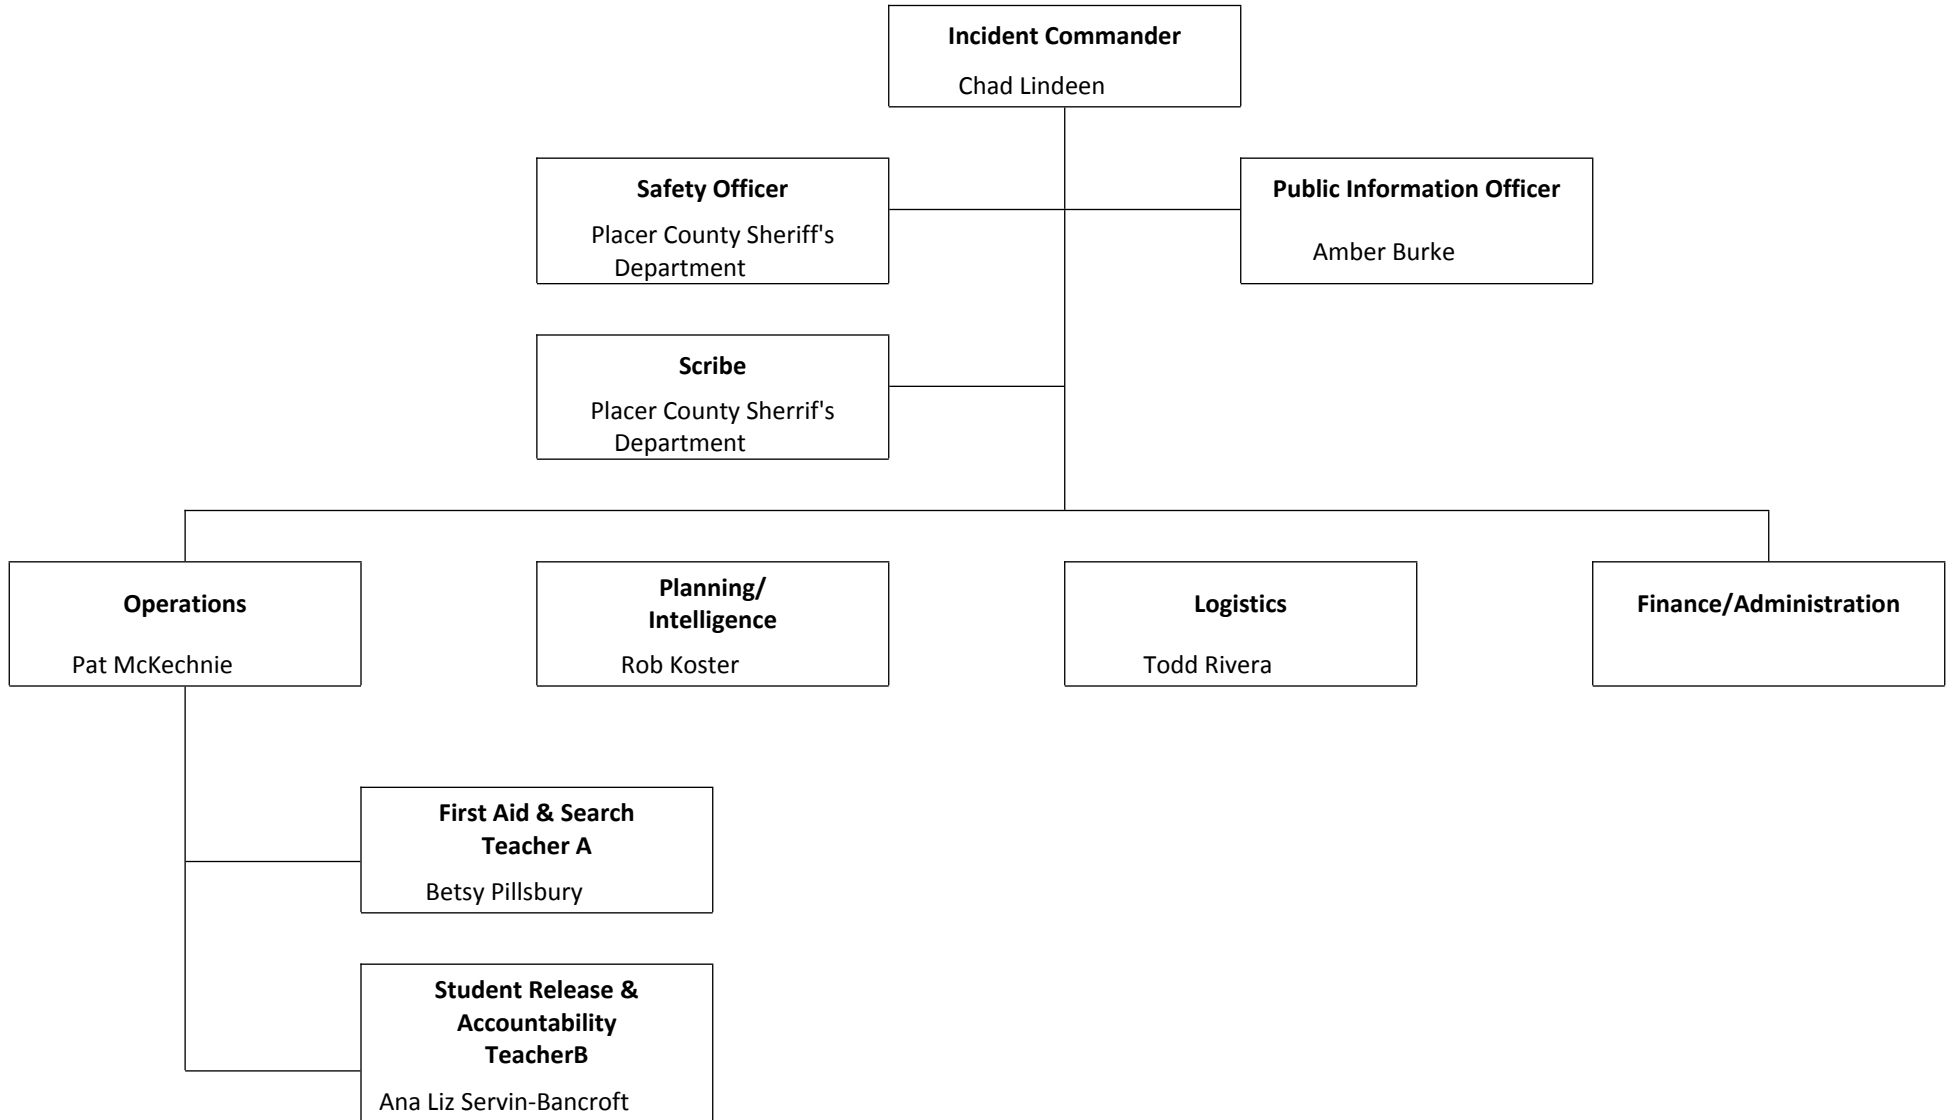 Incident Commander
Chad Lindeen
Safety Officer
Placer County Sheriff's
Department
Public Information Officer
Amber Burke
Scribe
Placer County Sherrif's
Department
Operations
Pat McKechnie
Planning/
Intelligence
Rob Koster
Logistics
Todd Rivera
Finance/Administration
First Aid & Search
Teacher A
Betsy Pillsbury
Student Release &
Accountability
TeacherB
Ana Liz Servin-Bancroft